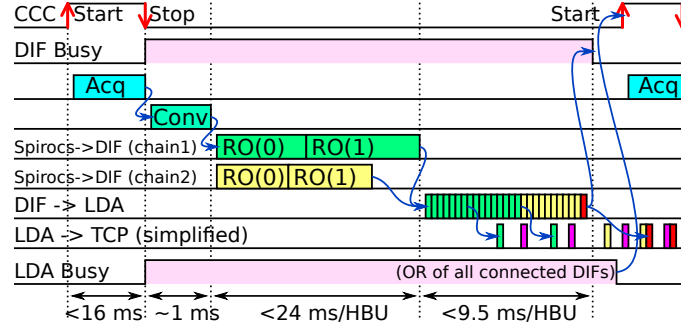 CCC Start Stop Start
DIF Busy
Acq Acq
Conv
Spirocs->DIF (chain1) RO(0) RO(1)
Spirocs->DIF (chain2) RO(0) RO(1)
DIF -> LDA
LDA -> TCP (simplified)
LDA Busy (OR of all connected DIFs)
<16 ms ~1 ms <24 ms/HBU <9.5 ms/HBU